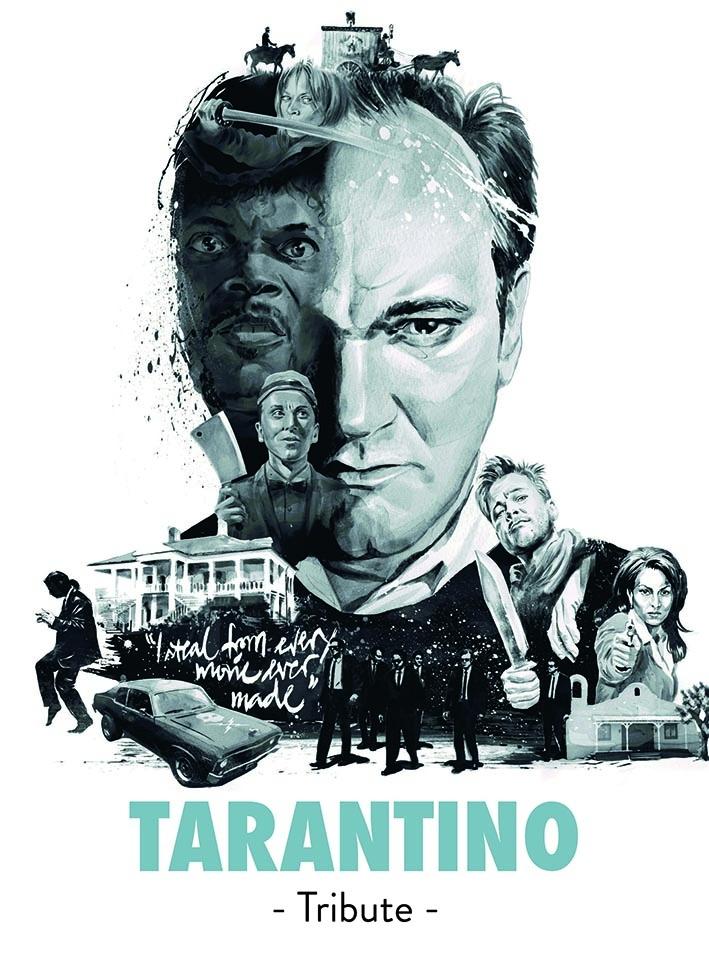 "I steal from every
movie ever
made"
TARANTINO
- Tribute -